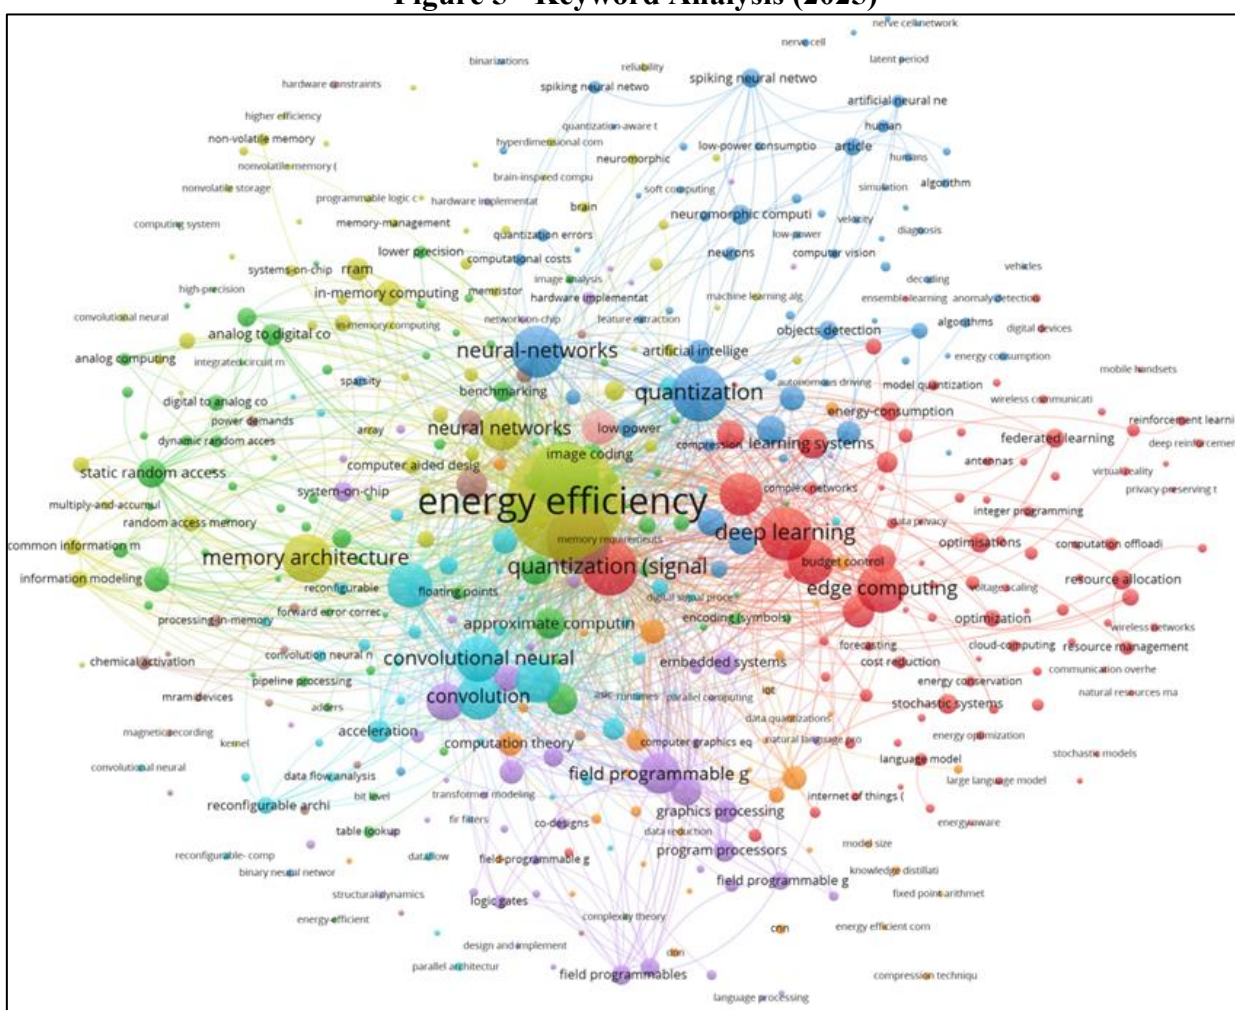 Figure 3 - Keyword Analysis (2025)
nerve cell network
nerve cell
binarizations
reliability
latent period
hardware constraints
spiking neural netwo
spiking neural netwo
artificial neural ne
higher efficiency
quantization-aware t
human
non-volatile memory
hyperdimensional com
low-power consumptio
article
neuromorphic
humans
nonvolatile memory (
brain-inspired compu
soft computing
simulation
algorithm
nonvolatile storage
programmable logic c
hardware implementat
brain
neuromorphic computi
velocity
computing system
memory-management
quantization errors
low-power
diagnosis
lower precision
computational costs
neurons
computer vision
systems-on-chip
rram
vehicles
image analysis
decoding
high-precision
in-memory computing
memristor
hardware implementat
machine learning alg
ensemble learning
anomaly detection
convolutional neural
in-memory computing
network-on-chip
feature extraction
algorithms
digital devices
analog to digital co
objects detection
neural-networks
artificial intellige
analog computing
integrated circuit m
energy consumption
mobile handsets
sparsity
autonomous driving
model quantization
benchmarking
quantization
digital to analog co
wireless communicati
energy-consumption
power demands
reinforcement learni
array
neural networks
low power
dynamic random acces
compression
learning systems
federated learning
deep reinforcemen
image coding
computer aided desig
antennas
static random access
virtual reality
system-on-chip
complex networks
privacy-preserving t
multiply-and-accumul
energy efficiency
integer programming
random access memory
data privacy
deep learning
memory requirements
common information m
optimisations
computation offloadi
memory architecture
quantization (signal
budget control
information modeling
resource allocation
reconfigurable
floating points
edge computing
voltage scaling
digital signal proce
forward error correc
processing-in-memory
approximate computin
encoding (symbols)
optimization
wireless networks
forecasting
cloud-computing
resource management
convolution neural n
convolutional neural
chemical activation
embedded systems
cost reduction
communication overhe
pipeline processing
energy conservation
mram devices
convolution
asic
runtimes
parallel computing
iot
natural resources ma
adders
stochastic systems
data quantizations
magnetic recording
acceleration
kernel
computation theory
computer graphics eq
natural language pro
energy optimization
stochastic models
language model
convolutional neural
data flow analysis
field programmable g
large language model
bit level
transformer modeling
internet of things (
reconfigurable archi
graphics processing
fir filters
co-designs
energy aware
table lookup
data reduction
model size
reconfigurable- comp
dataflow
field-programmable g
program processors
binary neural networ
knowledge distillati
field programmable g
structural dynamics
logic gates
fixed point arithmet
energy-efficient
complexity theory
cnn
energy efficient com
design and implement
dnn
parallel architectur
field programmables
compression techniqu
language processing